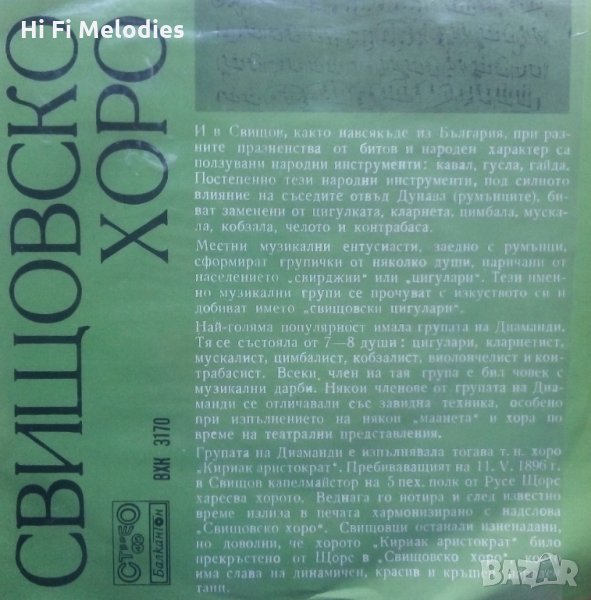 Hi Fi Melodies
СВИЩОВСКО
ХОРО
И в Свищов, както навсякъде из България, при раз-
ните празненства от битов и народен характер са
ползувани народни инструменти: кавал, гусла, гайда.
Постепенно тези народни инструменти, под силното
влияние на съседите отвъд Дунава (румънците), би-
ват заменени от цигулката, кларнета, цимбала, муска-
ла, кобзала, челото и контрабаса.
Местни музикални ентусиасти, заедно с румънци,
сформират групички от няколко души, наричани от
населението „свирджии" или „цигулари". Тези имен-
но музикални групи се прочуват с изкуството си и
добиват името „свищовски цигулари".
Най-голяма популярност имала групата на Диаманди.
Тя се състояла от 7—8 души: цигулари, кларнетист,
мускалист, цимбалист, кобзалист, виолончелист и кон-
трабасист. Всеки член на тая група е бил човек с
музикални дарби. Някои членове от групата на Диа-
манди се отличавали със завидна техника, особено
при изпълнението на някои „маанета" и хора по
време на театрални представления.
Групата на Диаманди е изпълнявала тогава т. н. хоро
„Кириак аристократ". Пребиваващият на 11. V. 1896 г.
в Свищов капелмайстор на 5 пех. полк от Русе Щорс
харесва хорото. Веднага го нотира и след известно
време излиза в печата хармонизирано с надслова
„Свищовско хоро". Свищовци останали изненадани,
но доволни, че хорото „Кириак аристократ" било
прекръстено от Щорс в „Свищовско хоро",
има слава на динамичен, красив и
танц.
ВХК 3170
СТЕРЕО
33
Балкантон
BAZAR